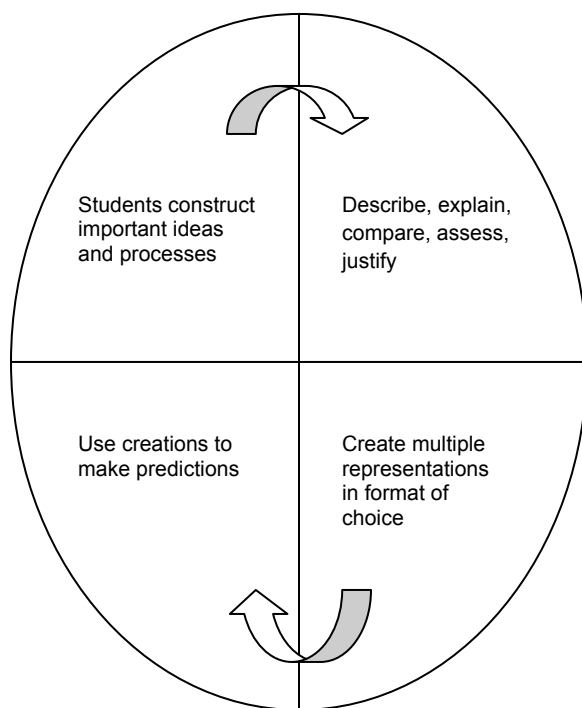 Students construct
important ideas
and processes
Describe, explain,
compare, assess,
justify
Use creations to
make predictions
Create multiple
representations
in format of
choice